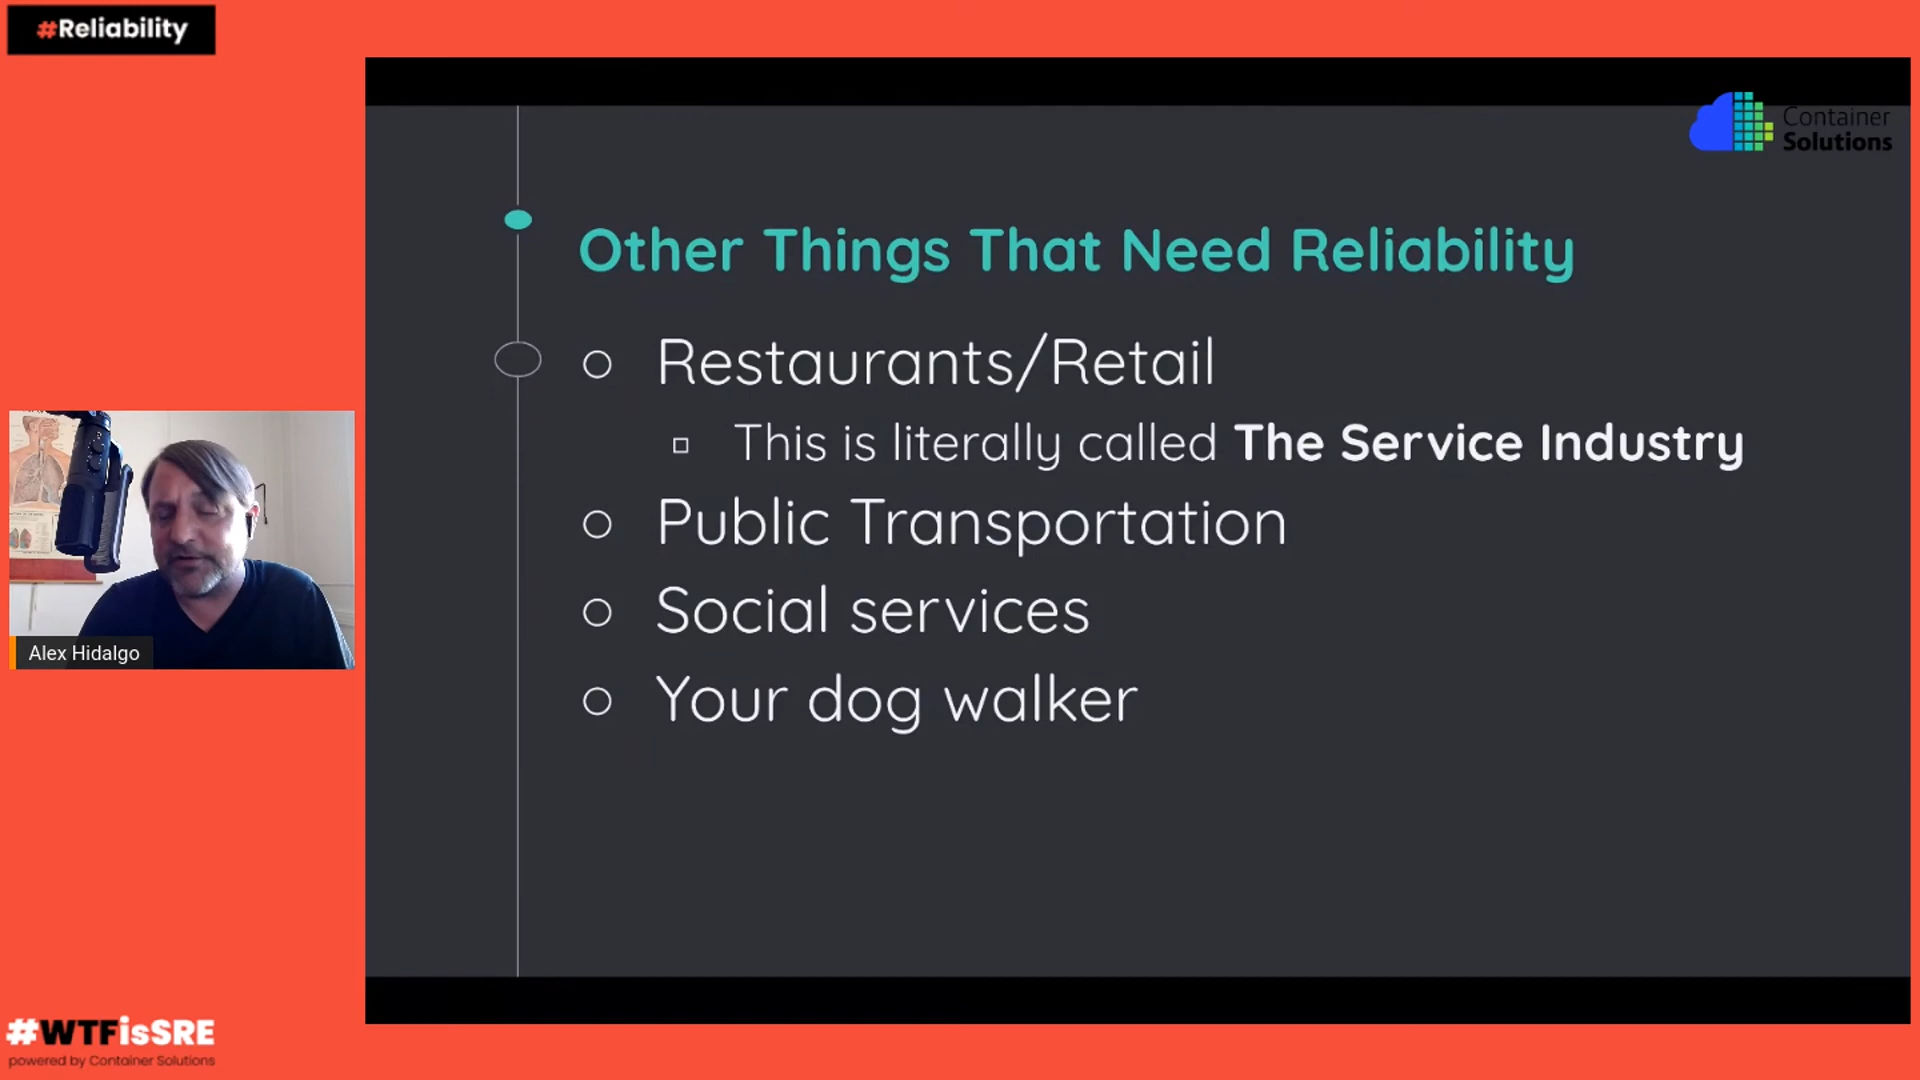 #Reliability
Container
Solutions
Other Things That Need Reliability
Restaurants/Retail
This is literally called The Service Industry
Public Transportation
Social services
Your dog walker
Alex Hidalgo
#WTFisSRE
powered by Container Solutions